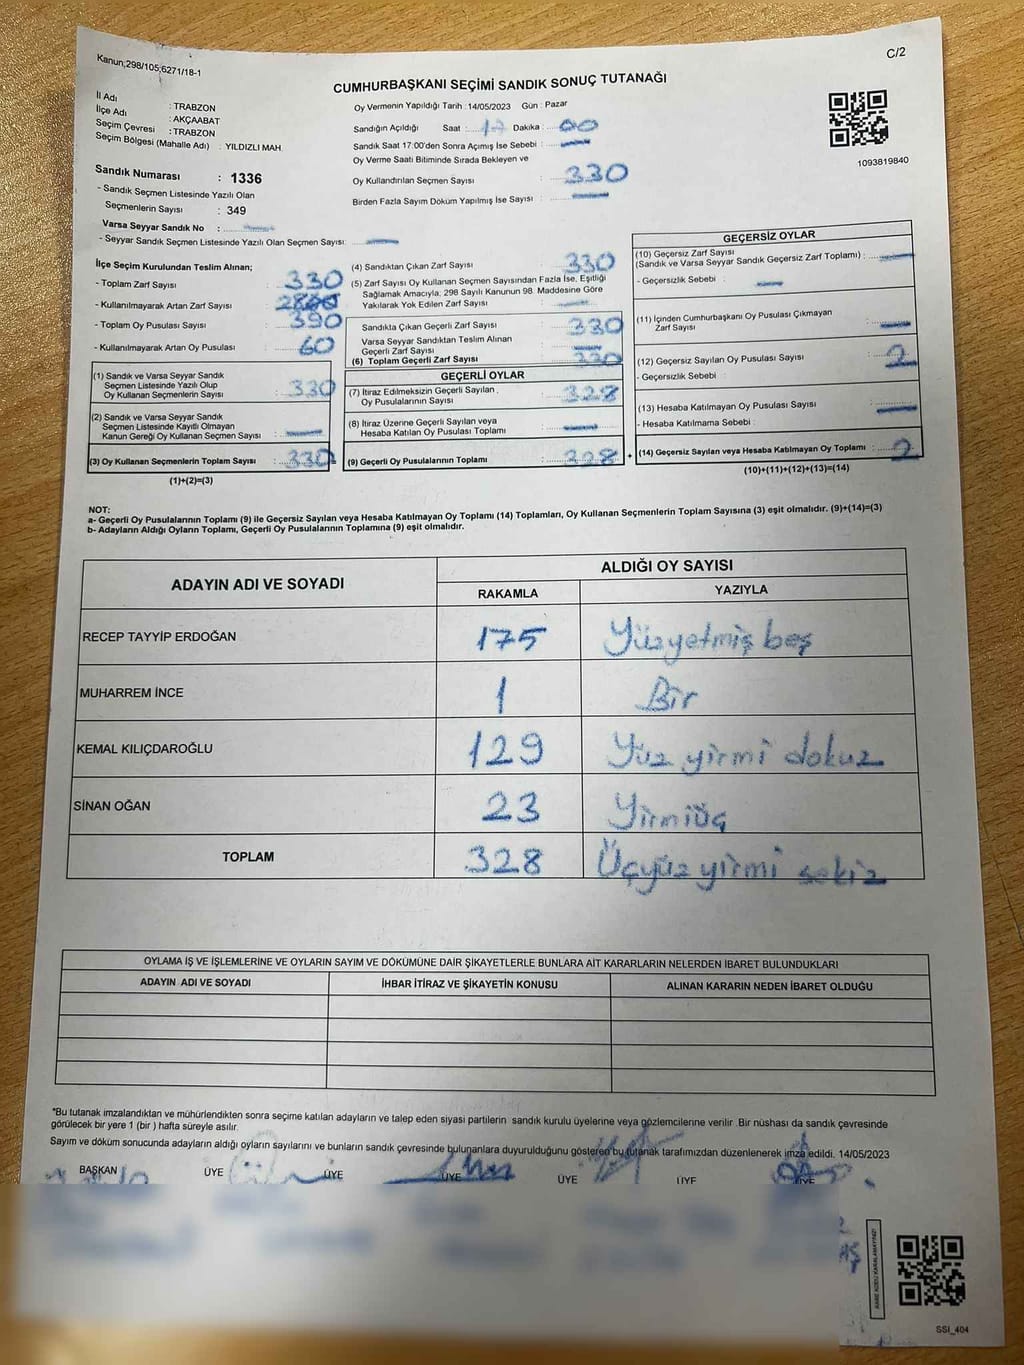 Kanun;298/105;6271/18-1
C/2
CUMHURBAŞKANI SEÇİMİ SANDIK SONUÇ TUTANAĞI
İl Adı : TRABZON
İlçe Adı : AKÇAABAT
Seçim Çevresi : TRABZON
Seçim Bölgesi (Mahalle Adı) : YILDIZLI MAH.
Sandık Numarası : 1336
- Sandık Seçmen Listesinde Yazılı Olan
Seçmenlerin Sayısı : 349
Varsa Seyyar Sandık No :
- Seyyar Sandık Seçmen Listesinde Yazılı Olan Seçmen Sayısı:
Oy Vermenin Yapıldığı Tarih : 14/05/2023 Gün : Pazar
Sandığın Açıldığı Saat : 17 Dakika : 00
Sandık Saat 17:00'den Sonra Açımış İse Sebebi :
Oy Verme Saati Bitiminde Sırada Bekleyen ve
Oy Kullandırılan Seçmen Sayısı : 330
Birden Fazla Sayım Döküm Yapılmış İse Sayısı :
1093819840
İlçe Seçim Kurulundan Teslim Alınan;
- Toplam Zarf Sayısı : 330
- Kullanılmayarak Artan Zarf Sayısı :
- Toplam Oy Pusulası Sayısı : 390
- Kullanılmayarak Artan Oy Pusulası : 60
(1) Sandık ve Varsa Seyyar Sandık
Seçmen Listesinde Yazılı Olup
Oy Kullanan Seçmenlerin Sayısı : 330
(2) Sandık ve Varsa Seyyar Sandık
Seçmen Listesinde Kayıtlı Olmayan
Kanun Gereği Oy Kullanan Seçmen Sayısı :
(3) Oy Kullanan Seçmenlerin Toplam Sayısı : 330
(1)+(2)=(3)
(4) Sandıktan Çıkan Zarf Sayısı : 330
(5) Zarf Sayısı Oy Kullanan Seçmen Sayısından Fazla İse, Eşitliği
Sağlamak Amacıyla, 298 Sayılı Kanunun 98. Maddesine Göre
Yakılarak Yok Edilen Zarf Sayısı :
Sandıkta Çıkan Geçerli Zarf Sayısı : 330
Varsa Seyyar Sandıktan Teslim Alınan
Geçerli Zarf Sayısı :
(6) Toplam Geçerli Zarf Sayısı : 330
GEÇERLİ OYLAR
(7) İtiraz Edilmeksizin Geçerli Sayılan,
Oy Pusulalarının Sayısı : 328
(8) İtiraz Üzerine Geçerli Sayılan veya
Hesaba Katılan Oy Pusulası Toplamı :
(9) Geçerli Oy Pusulalarının Toplamı : 328
GEÇERSİZ OYLAR
(10) Geçersiz Zarf Sayısı
(Sandık ve Varsa Seyyar Sandık Geçersiz Zarf Toplamı) :
- Geçersizlik Sebebi :
(11) İçinden Cumhurbaşkanı Oy Pusulası Çıkmayan
Zarf Sayısı :
(12) Geçersiz Sayılan Oy Pusulası Sayısı : 2
- Geçersizlik Sebebi :
(13) Hesaba Katılmayan Oy Pusulası Sayısı :
- Hesaba Katılmama Sebebi :
+ (14) Geçersiz Sayılan veya Hesaba Katılmayan Oy Toplamı : 2
(10)+(11)+(12)+(13)=(14)
NOT:
a- Geçerli Oy Pusulalarının Toplamı (9) ile Geçersiz Sayılan veya Hesaba Katılmayan Oy Toplamı (14) Toplamları, Oy Kullanan Seçmenlerin Toplam Sayısına (3) eşit olmalıdır. (9)+(14)=(3)
b- Adayların Aldığı Oyların Toplamı, Geçerli Oy Pusulalarının Toplamına (9) eşit olmalıdır.
ADAYIN ADI VE SOYADI ALDIĞI OY SAYISI
RAKAMLA YAZIYLA
RECEP TAYYİP ERDOĞAN 175 Yüzyetmiş beş
MUHARREM İNCE 1 Bir
KEMAL KILIÇDAROĞLU 129 Yüz yirmi dokuz
SİNAN OĞAN 23 Yirmiüç
TOPLAM 328 Üçyüz yirmi sekiz
OYLAMA İŞ VE İŞLEMLERİNE VE OYLARIN SAYIM VE DÖKÜMÜNE DAİR ŞİKAYETLERLE BUNLARA AİT KARARLARIN NELERDEN İBARET BULUNDUKLARI
ADAYIN ADI VE SOYADI İHBAR İTİRAZ VE ŞİKAYETİN KONUSU ALINAN KARARIN NEDEN İBARET OLDUĞU
*Bu tutanak imzalandıktan ve mühürlendikten sonra seçime katılan adayların ve talep eden siyasi partilerin sandık kurulu üyelerine veya gözlemcilerine verilir .Bir nüshası da sandık çevresinde
görülecek bir yere 1 (bir ) hafta süreyle asılır.
Sayım ve döküm sonucunda adayların aldığı oyların sayılarını ve bunların sandık çevresinde bulunanlara duyurulduğunu gösteren bu tutanak tarafımızdan düzenlenerek imza edildi. 14/05/2023
BAŞKAN ÜYE ÜYE ÜYE ÜYE ÜYE ÜYE
KARE KODU KARALAMAYINIZ!
SSI_404